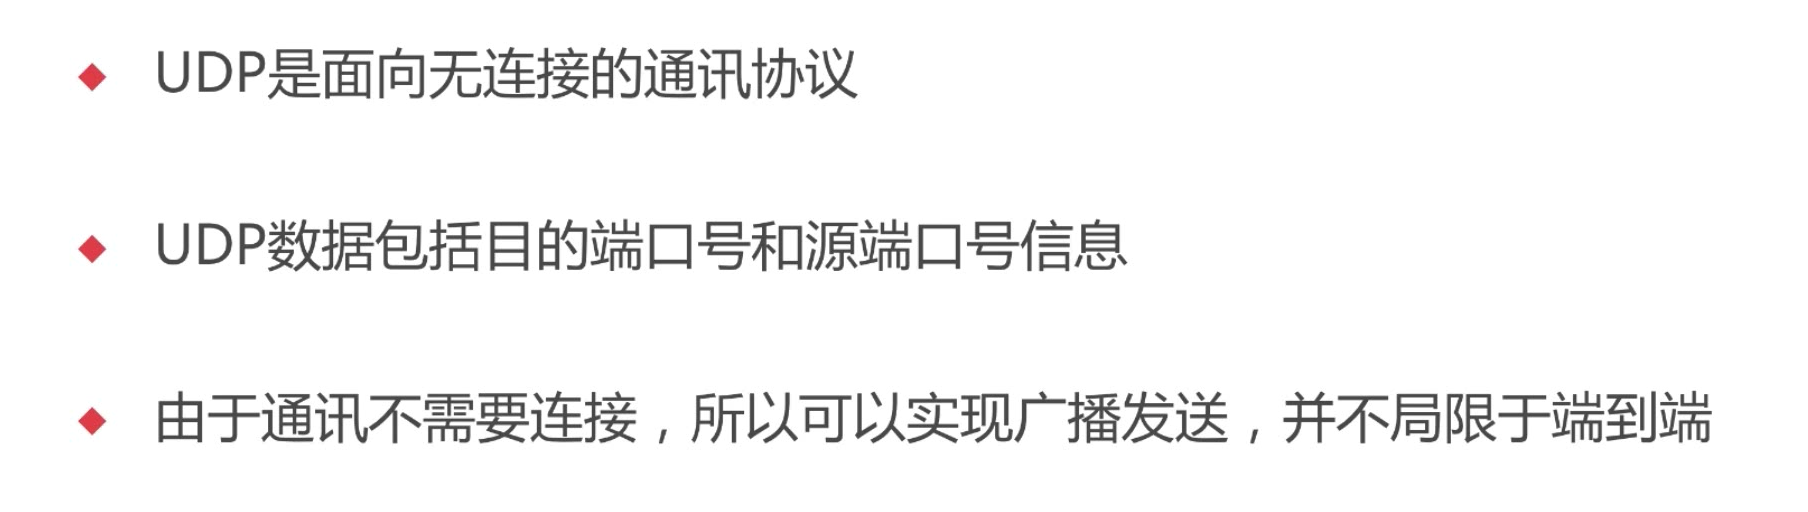 UDP是面向无连接的通讯协议
UDP数据包括目的端口号和源端口号信息
由于通讯不需要连接，所以可以实现广播发送，并不局限于端到端